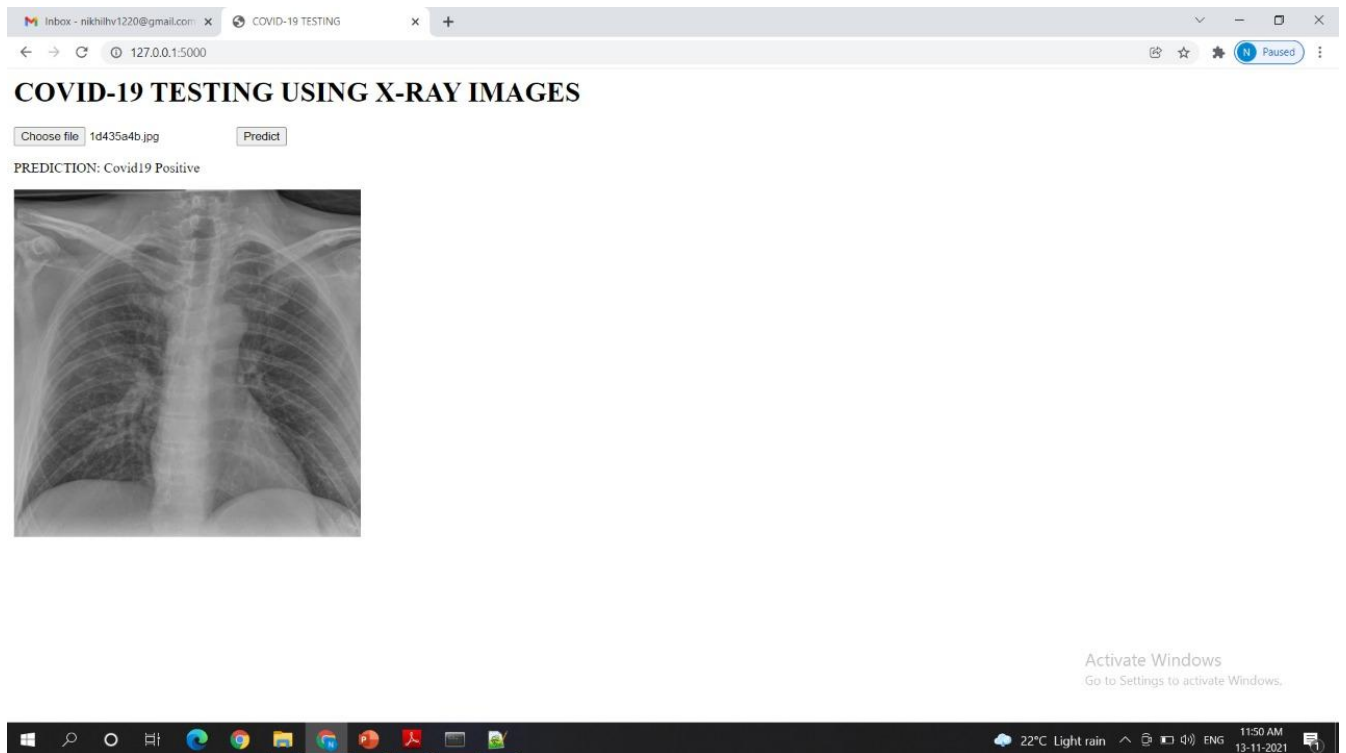 Inbox - nikhilhv1220@gmail.com
COVID-19 TESTING
127.0.0.1:5000
Paused
COVID-19 TESTING USING X-RAY IMAGES
Choose file 1d435a4b.jpg Predict
PREDICTION: Covid19 Positive
Activate Windows
Go to Settings to activate Windows.
22°C Light rain ENG 11:50 AM
13-11-2021